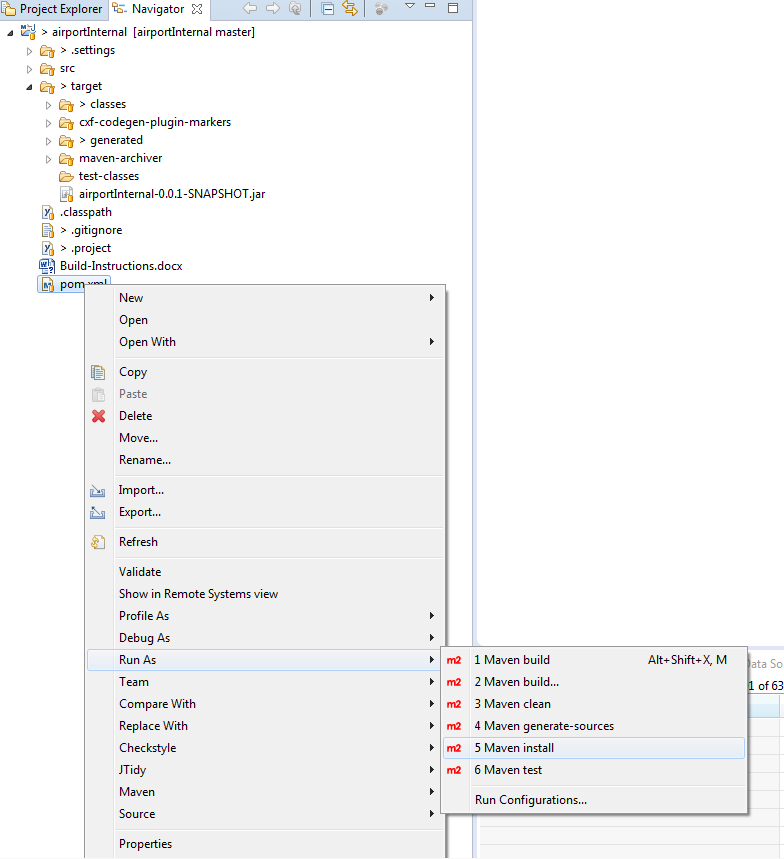 Project Explorer Navigator
> airportInternal [airportInternal master]
> .settings
src
> target
> classes
cxf-codegen-plugin-markers
> generated
maven-archiver
test-classes
airportInternal-0.0.1-SNAPSHOT.jar
.classpath
> .gitignore
> .project
Build-Instructions.docx
pom.xml
New
Open
Open With
Copy
Paste
Delete
Move...
Rename...
Import...
Export...
Refresh
Validate
Show in Remote Systems view
Profile As
Debug As
Run As
Team
Compare With
Replace With
Checkstyle
JTidy
Maven
Source
Properties
m2 1 Maven build Alt+Shift+X, M
m2 2 Maven build...
m2 3 Maven clean
m2 4 Maven generate-sources
m2 5 Maven install
m2 6 Maven test
Run Configurations...
Data So
1 of 63